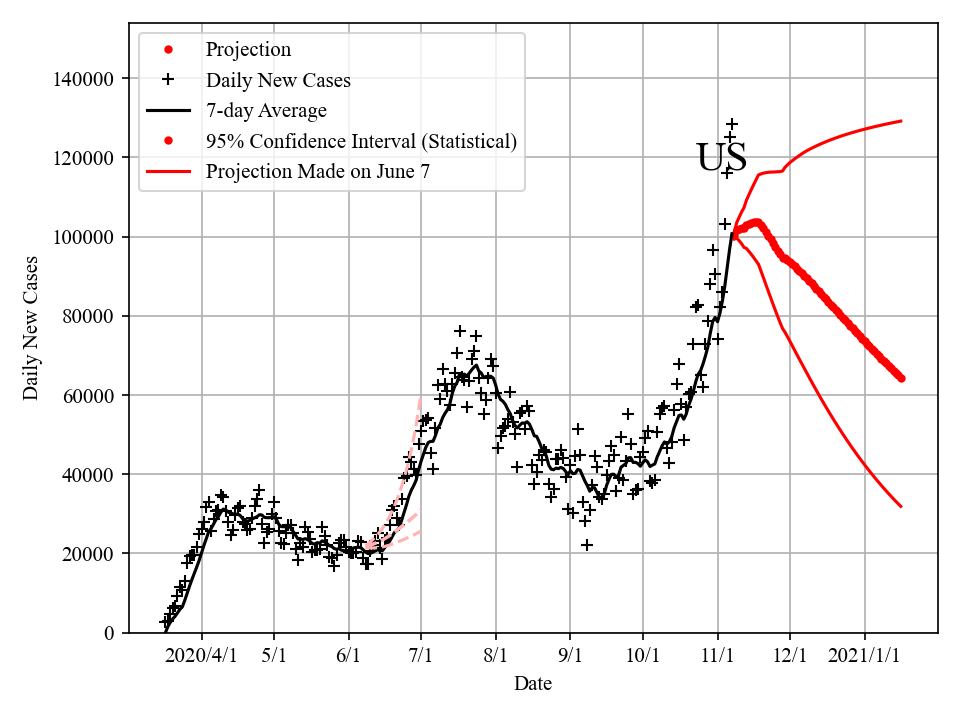 Projection
Daily New Cases
7-day Average
95% Confidence Interval (Statistical)
Projection Made on June 7
US
140000
120000
100000
80000
60000
40000
20000
0
Daily New Cases
2020/4/1 5/1 6/1 7/1 8/1 9/1 10/1 11/1 12/1 2021/1/1
Date